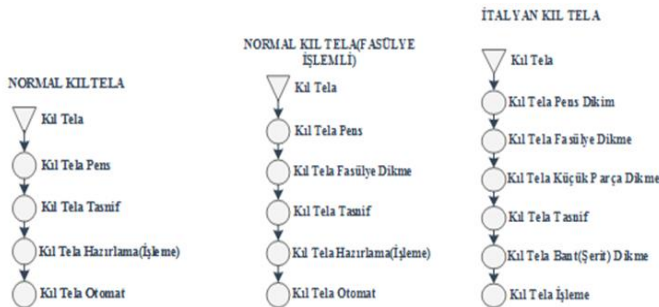 NORMAL KIL TELA
Kıl Tela
Kıl Tela Pens
Kıl Tela Tasnif
Kıl Tela Hazırlama(İşleme)
Kıl Tela Otomat
NORMAL KIL TELA(FASÜLYE
İŞLEMLİ)
Kıl Tela
Kıl Tela Pens
Kıl Tela Fasülye Dikme
Kıl Tela Tasnif
Kıl Tela Hazırlama(İşleme)
Kıl Tela Otomat
İTALYAN KIL TELA
Kıl Tela
Kıl Tela Pens Dikim
Kıl Tela Fasülye Dikme
Kıl Tela Küçük Parça Dikme
Kıl Tela Tasnif
Kıl Tela Bant(Şerit) Dikme
Kıl Tela İşleme